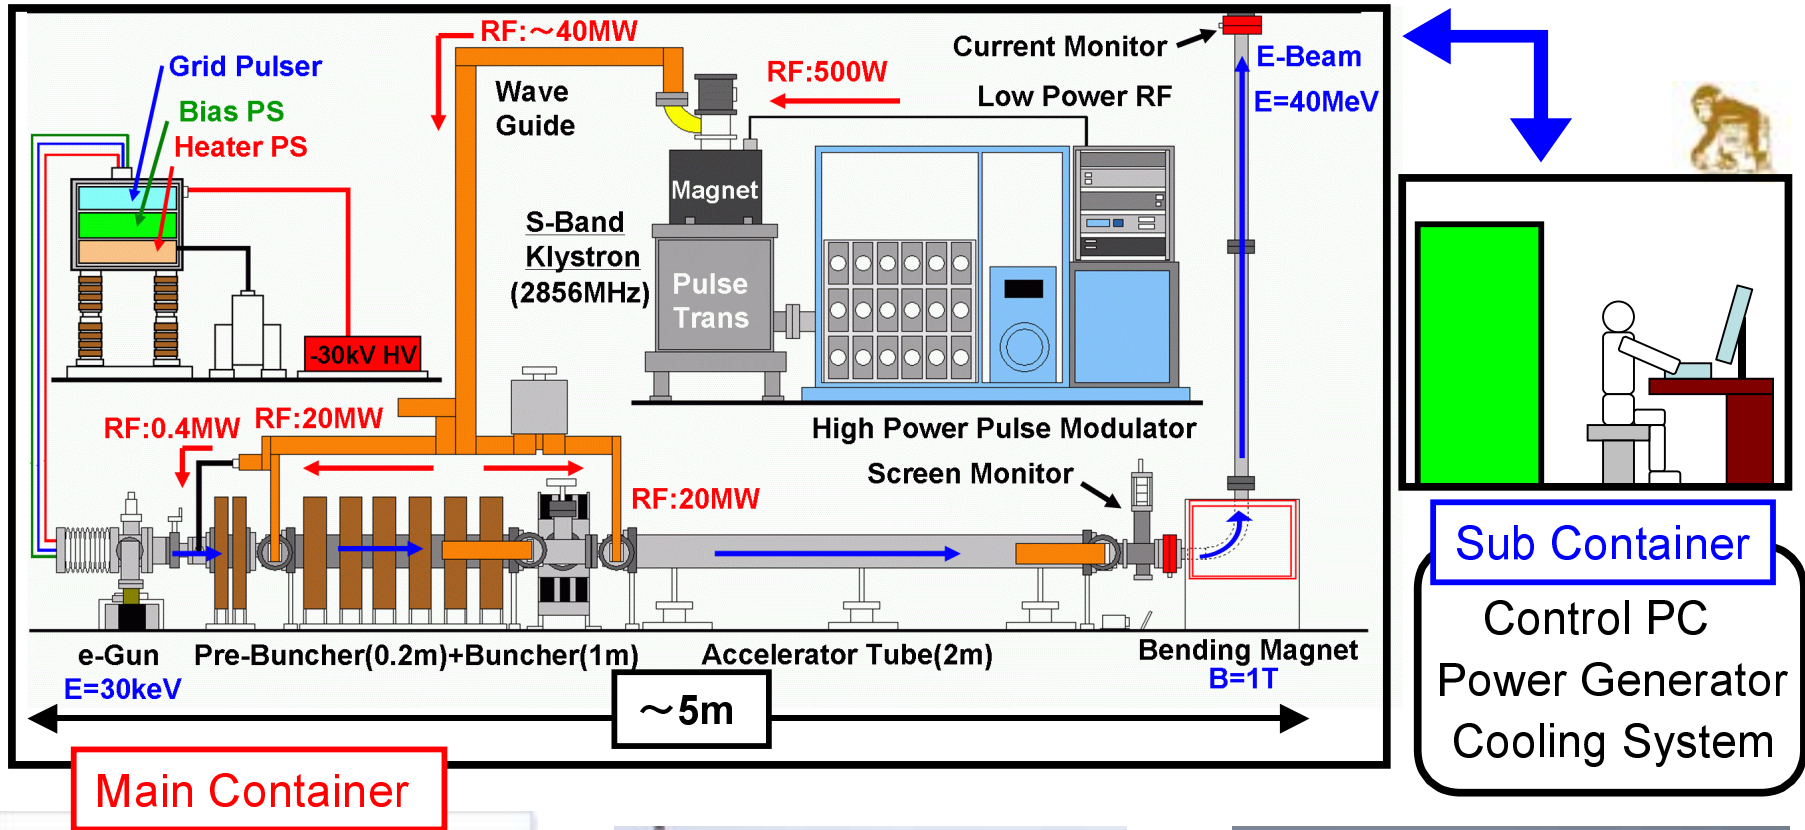 RF:～40MW
Current Monitor
Grid Pulser
E-Beam
RF:500W
Wave
Guide
Low Power RF
E=40MeV
Bias PS
Heater PS
Magnet
S-Band
Klystron
(2856MHz)
Pulse
Trans
-30kV HV
RF:0.4MW
RF:20MW
High Power Pulse Modulator
Screen Monitor
RF:20MW
e-Gun
E=30keV
Pre-Buncher(0.2m)+Buncher(1m)
Accelerator Tube(2m)
Bending Magnet
B=1T
～5m
Main Container
Sub Container
Control PC
Power Generator
Cooling System